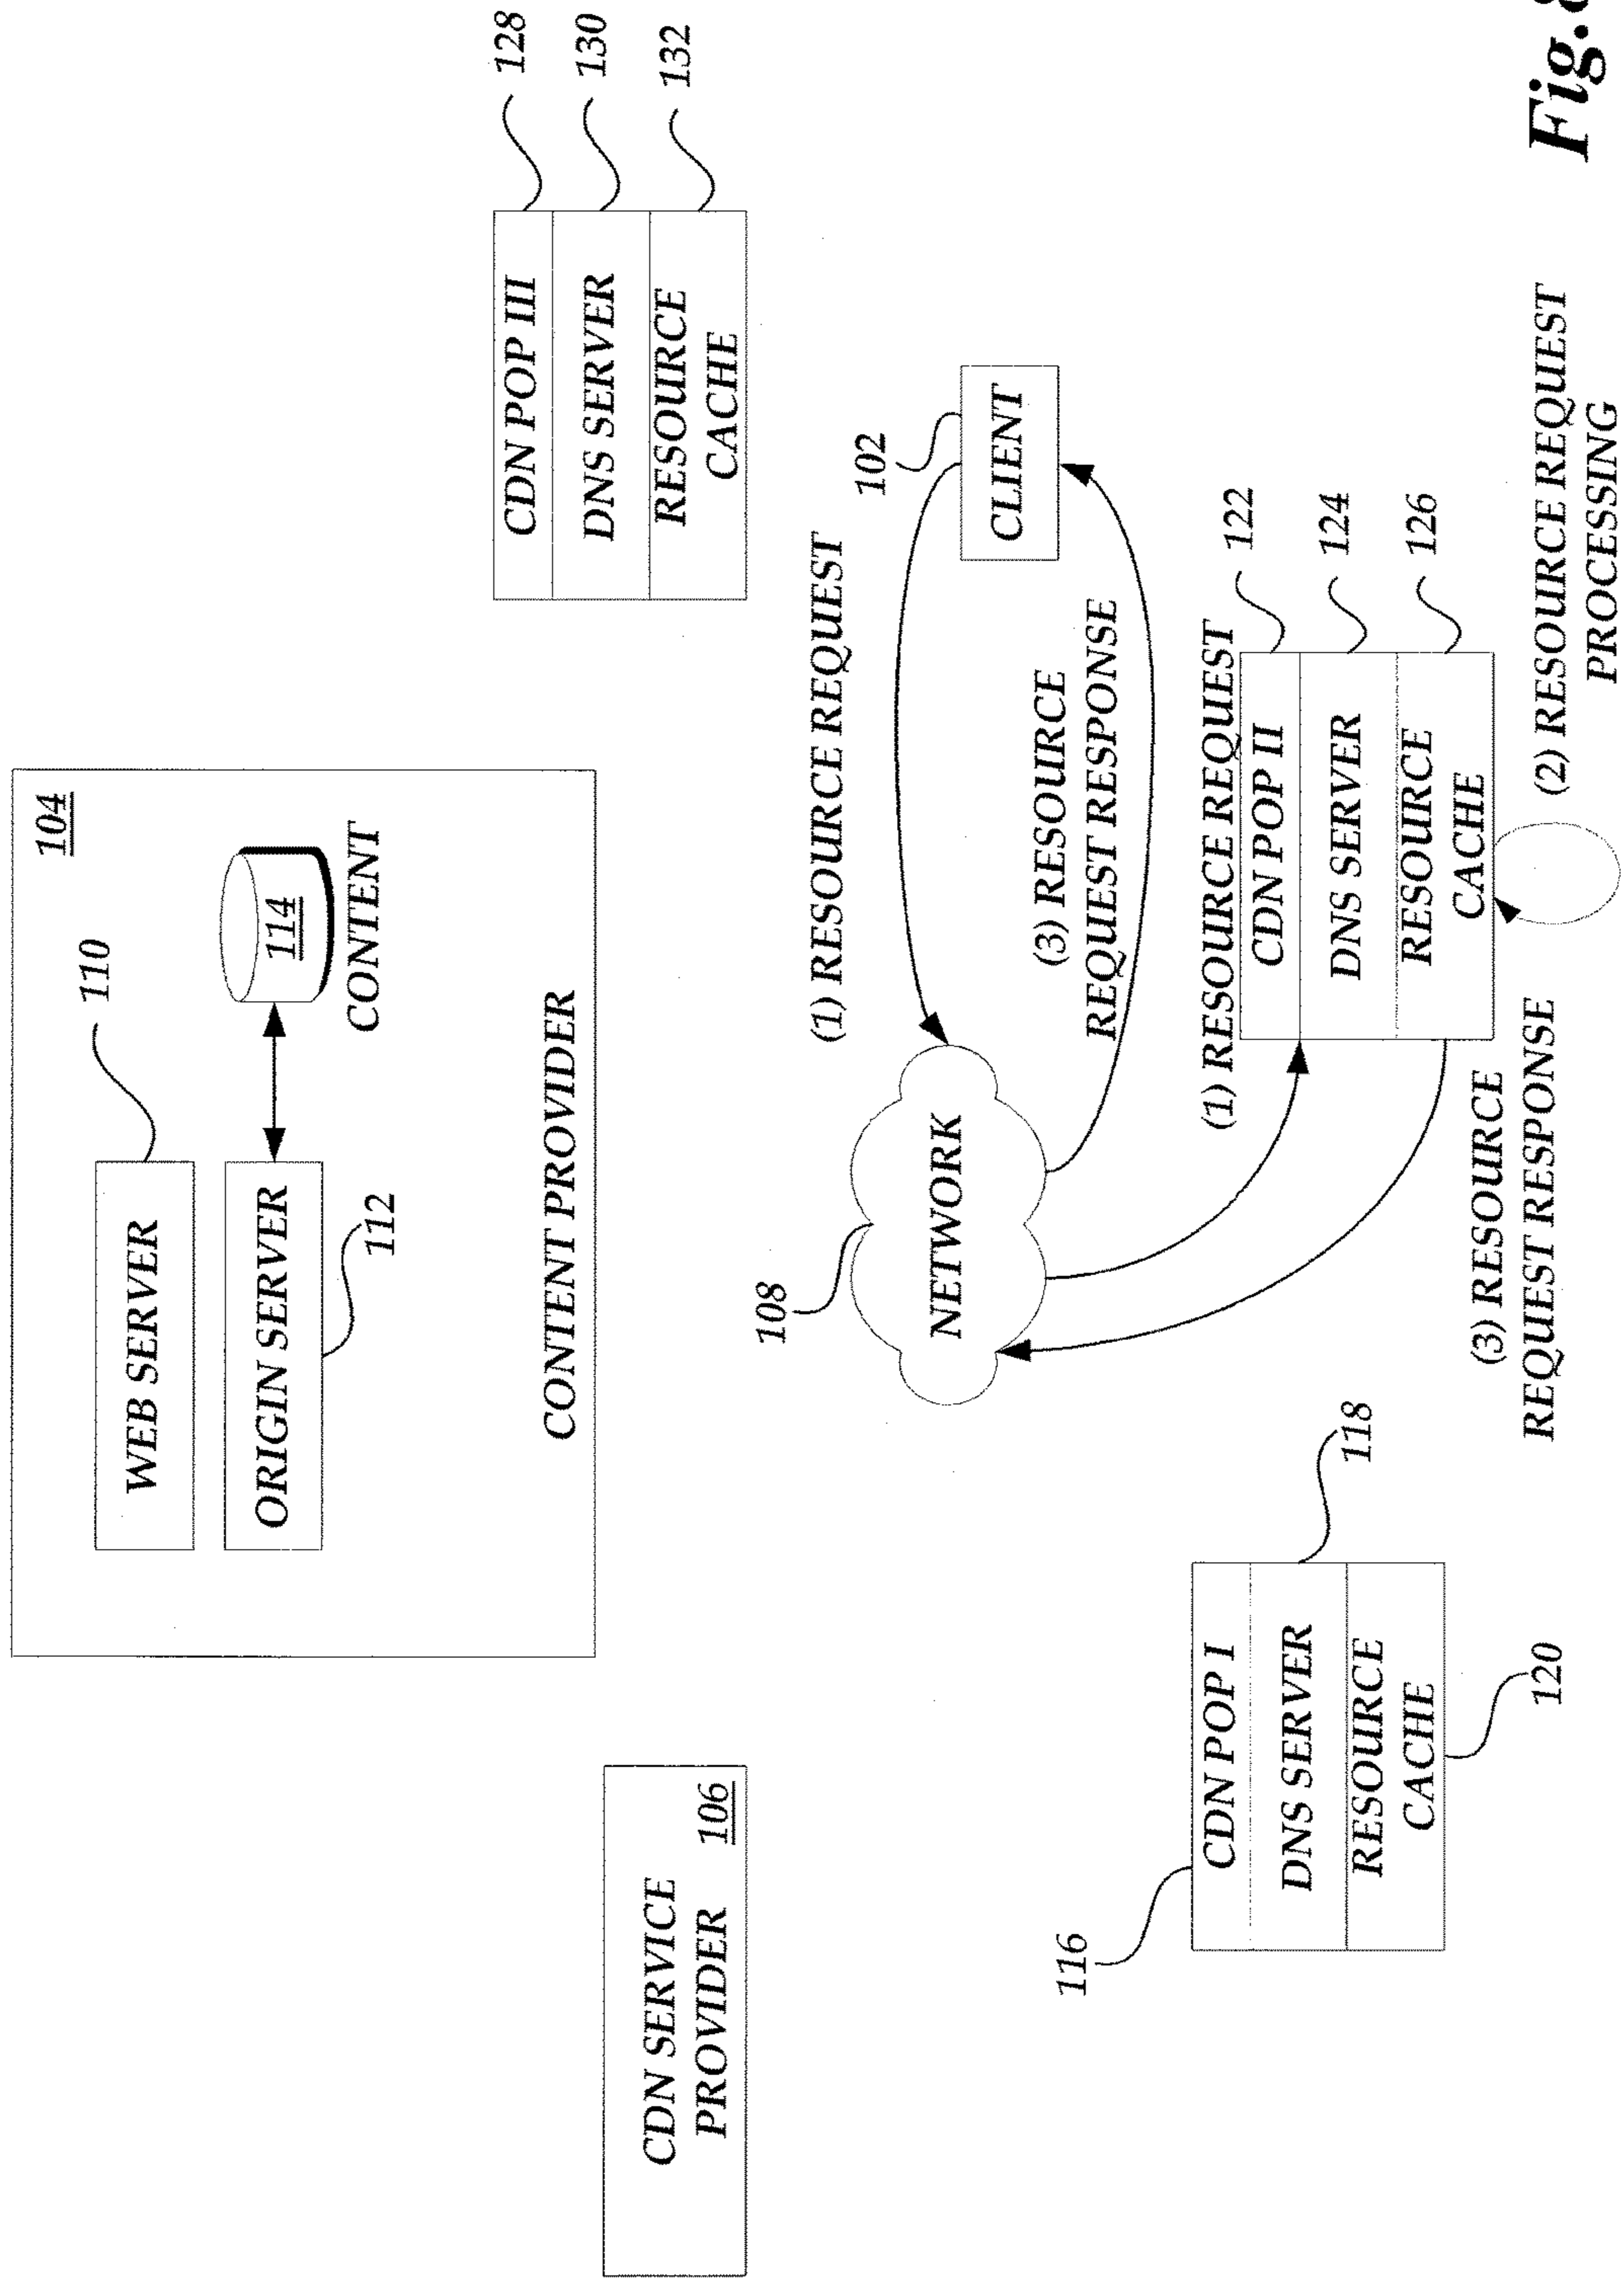 104
WEB SERVER
110
ORIGIN SERVER
112
114
CONTENT
CONTENT PROVIDER
CDN SERVICE
PROVIDER
106
CDN POP III
DNS SERVER
RESOURCE
CACHE
128
130
132
108
NETWORK
(1) RESOURCE REQUEST
102
CLIENT
(3) RESOURCE
REQUEST RESPONSE
116
CDN POP I
DNS SERVER
RESOURCE
CACHE
118
120
(1) RESOURCE REQUEST
CDN POP II
DNS SERVER
RESOURCE
CACHE
122
124
126
(3) RESOURCE
REQUEST RESPONSE
(2) RESOURCE REQUEST
PROCESSING
Fig.